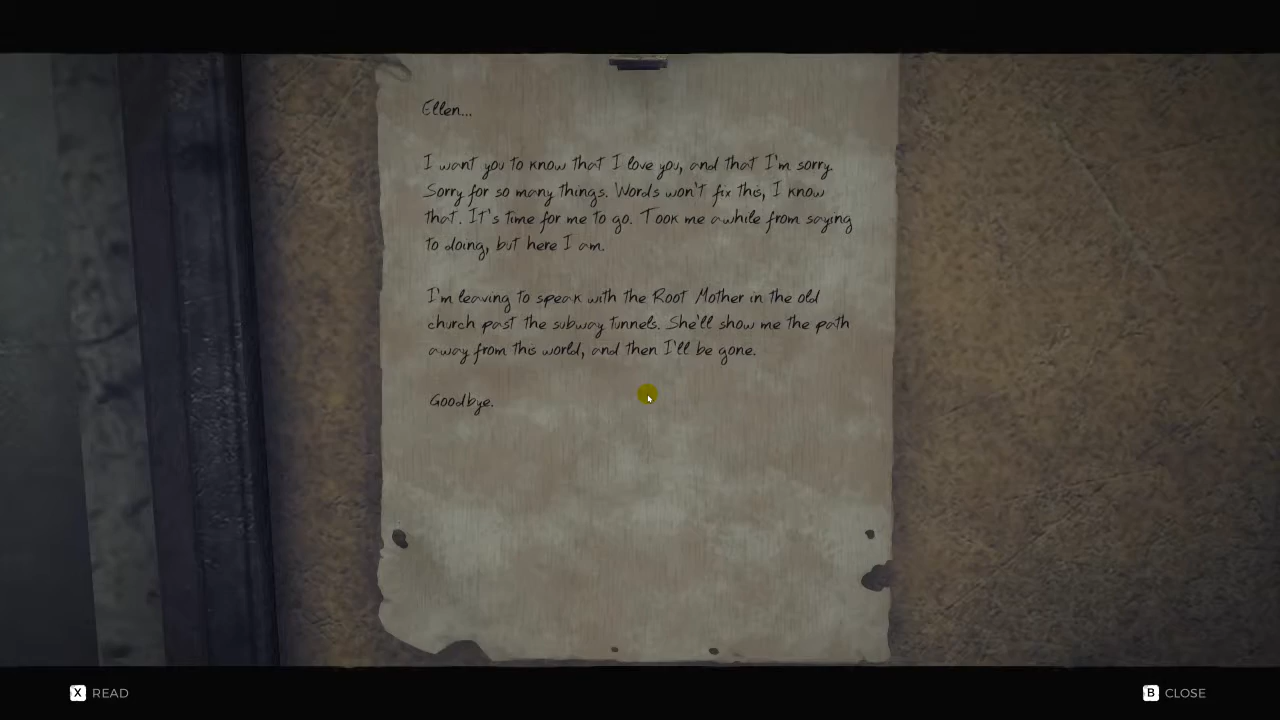 Ellen...
I want you to know that I love you, and that I'm sorry.
Sorry for so many things. Words won't fix this, I know
that. It's time for me to go. Took me awhile from saying
to doing, but here I am.
I'm leaving to speak with the Root Mother in the old
church past the subway tunnels. She'll show me the path
away from this world, and then I'll be gone.
Goodbye.
X READ
B CLOSE